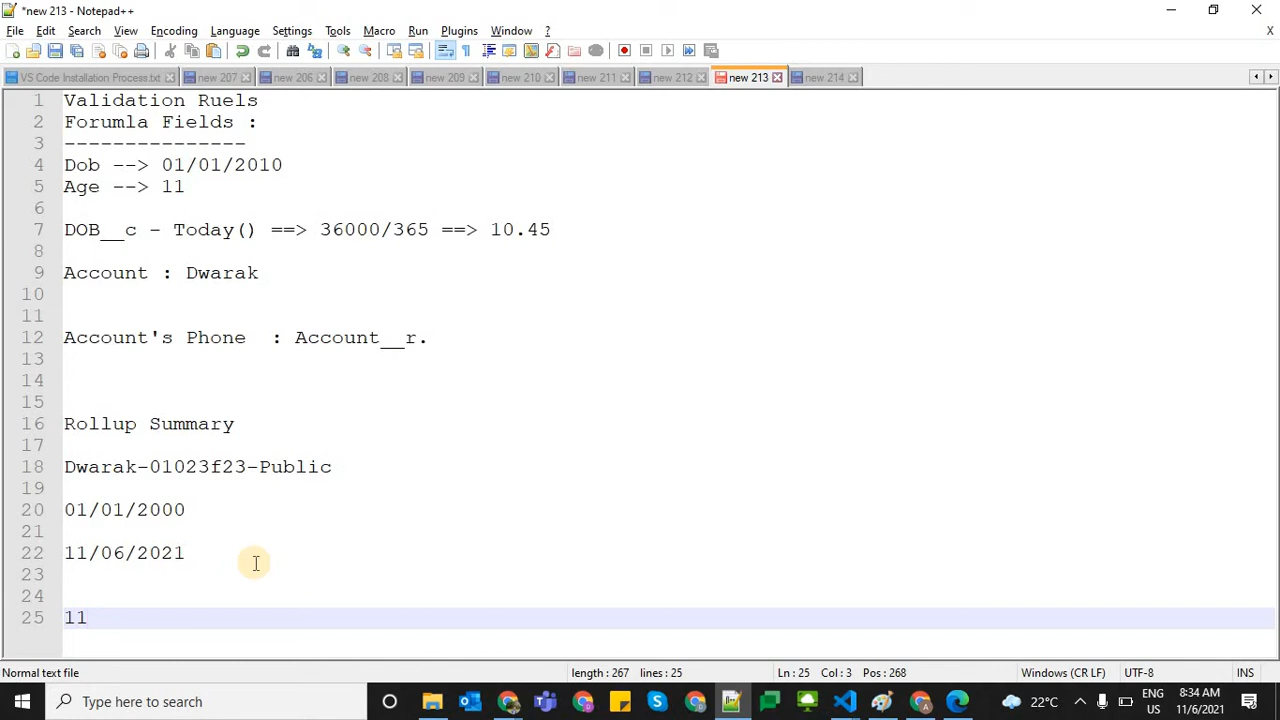 *new 213 - Notepad++
File Edit Search View Encoding Language Settings Tools Macro Run Plugins Window ? X
VS Code Installation Process.txt new 207 new 206 new 208 new 209 new 210 new 211 new 212 new 213 new 214
1 Validation Ruels
2 Forumla Fields :
3 ---------------
4 Dob --> 01/01/2010
5 Age --> 11
6
7 DOB__c - Today() ==> 36000/365 ==> 10.45
8
9 Account : Dwarak
10
11
12 Account's Phone  : Account__r.
13
14
15
16 Rollup Summary
17
18 Dwarak-01023f23-Public
19
20 01/01/2000
21
22 11/06/2021
23
24
25 11
Normal text file length : 267 lines : 25 Ln : 25 Col : 3 Pos : 268 Windows (CR LF) UTF-8 INS
Type here to search 22°C ENG US 8:34 AM 11/6/2021